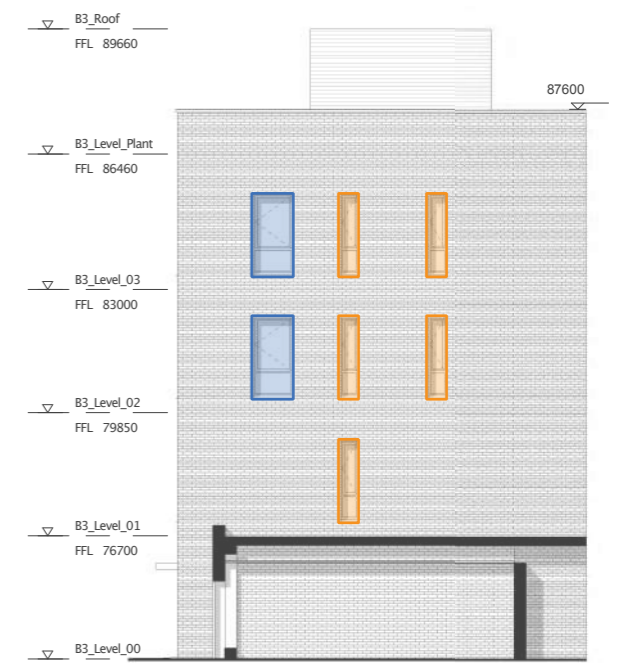 B3_Roof
FFL 89660
87600
B3_Level_Plant
FFL 86460
B3_Level_03
FFL 83000
B3_Level_02
FFL 79850
B3_Level_01
FFL 76700
B3_Level_00